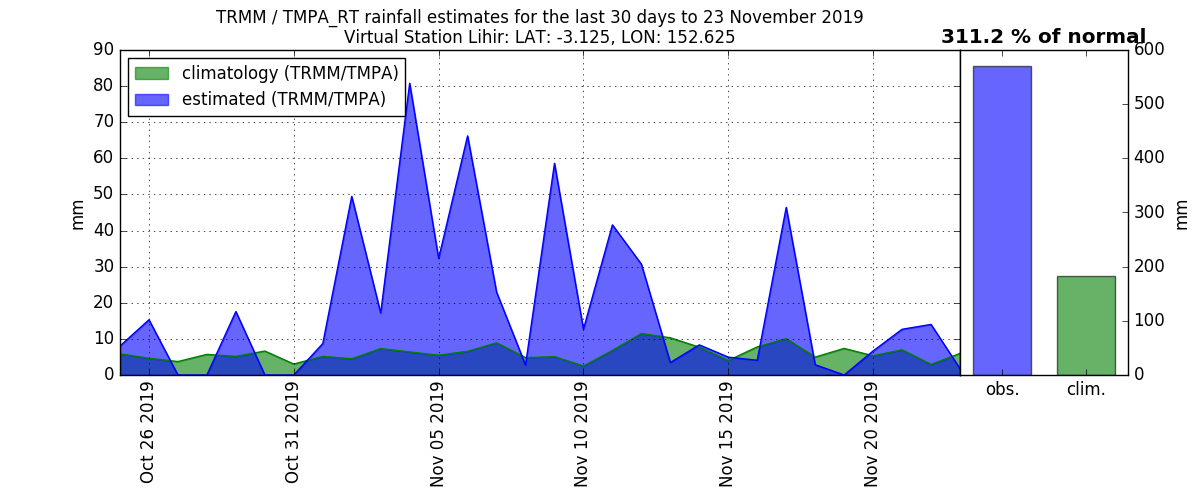 TRMM / TMPA_RT rainfall estimates for the last 30 days to 23 November 2019
Virtual Station Lihir: LAT: -3.125, LON: 152.625
311.2 % of normal
climatology (TRMM/TMPA)
estimated (TRMM/TMPA)
mm
90
80
70
60
50
40
30
20
10
0
Oct 26 2019
Oct 31 2019
Nov 05 2019
Nov 10 2019
Nov 15 2019
Nov 20 2019
600
500
400
300
200
100
0
mm
obs.
clim.